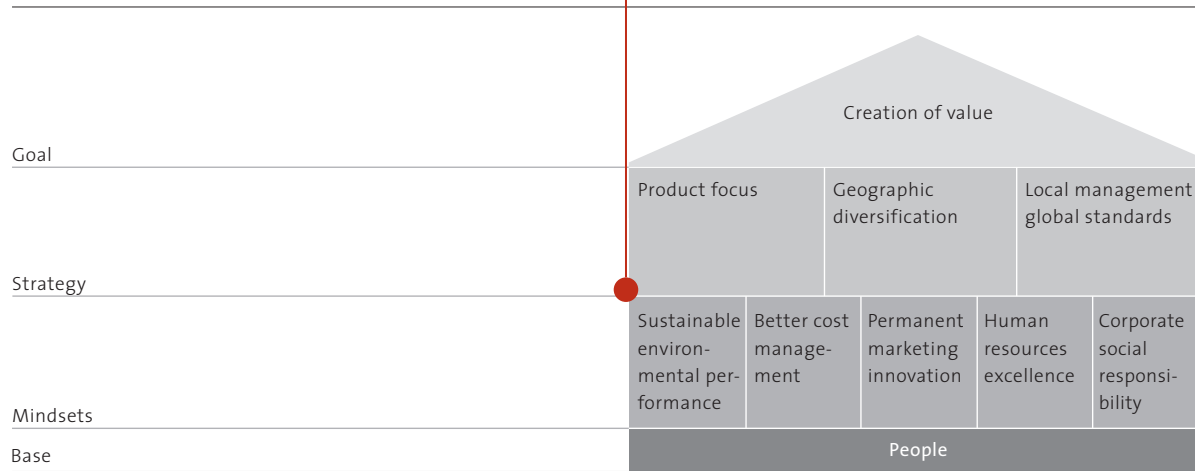 Creation of value
Goal
Product focus
Geographic
diversification
Local management
global standards
Strategy
Sustainable
environ-
mental per-
formance
Better cost
manage-
ment
Permanent
marketing
innovation
Human
resources
excellence
Corporate
social
responsi-
bility
Mindsets
Base
People